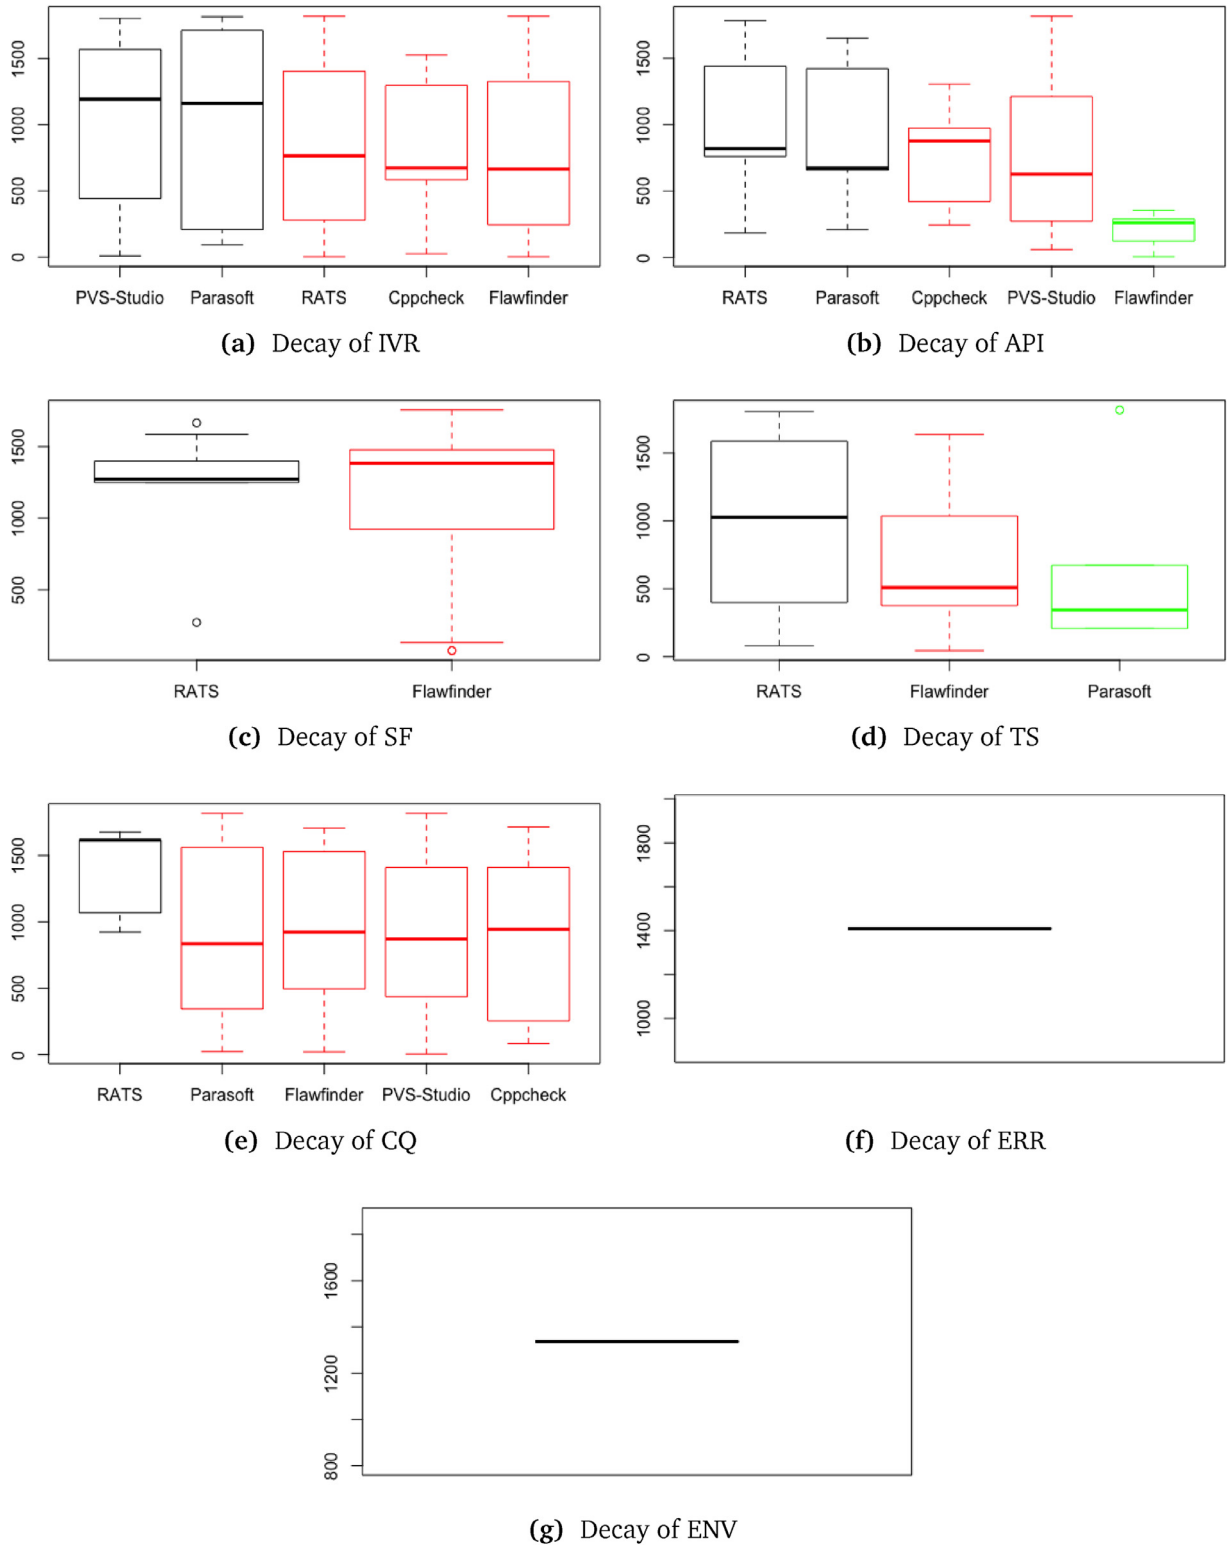 1500
1000
500
0
PVS-Studio Parasoft RATS Cppcheck Flawfinder
(a) Decay of IVR
1500
1000
500
0
RATS Parasoft Cppcheck PVS-Studio Flawfinder
(b) Decay of API
1500
1000
500
RATS Flawfinder
(c) Decay of SF
1500
1000
500
0
RATS Flawfinder Parasoft
(d) Decay of TS
1500
1000
500
0
RATS Parasoft Flawfinder PVS-Studio Cppcheck
(e) Decay of CQ
1800
1400
1000
(f) Decay of ERR
1600
1200
800
(g) Decay of ENV